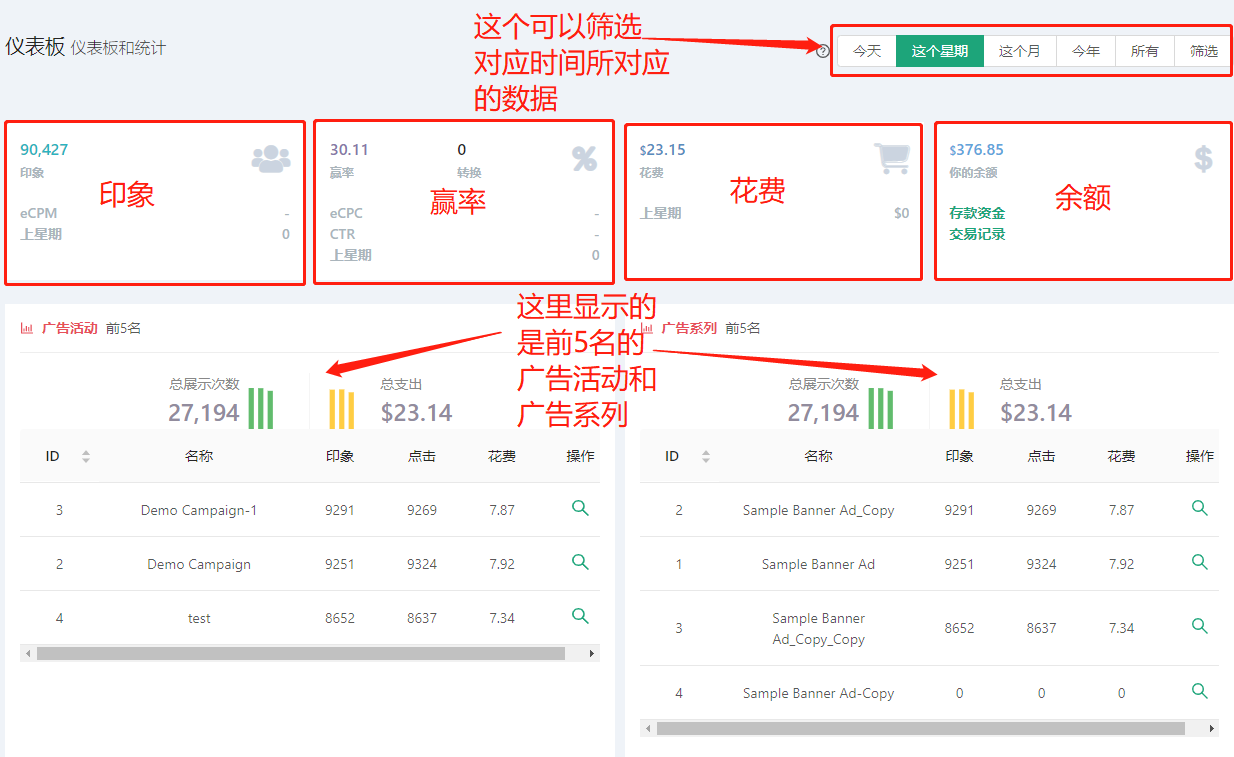 仪表板 仪表板和统计
这个可以筛选
对应时间所对应
的数据
今天 这个星期 这个月 今年 所有 筛选
90,427
印象
印象
eCPM -
上星期 0
30.11 0
赢率 转换
赢率
eCPC -
CTR -
上星期 0
$23.15
花费
花费
上星期 $0
$376.85
你的余额
余额
存款资金
交易记录
这里显示的
是前5名的
广告活动和
广告系列
广告活动 前5名
总展示次数 总支出
27,194 $23.14
ID 名称 印象 点击 花费 操作
3 Demo Campaign-1 9291 9269 7.87
2 Demo Campaign 9251 9324 7.92
4 test 8652 8637 7.34
广告系列 前5名
总展示次数 总支出
27,194 $23.14
ID 名称 印象 点击 花费 操作
2 Sample Banner Ad_Copy 9291 9269 7.87
1 Sample Banner Ad 9251 9324 7.92
3 Sample Banner 8652 8637 7.34
Ad_Copy_Copy
4 Sample Banner Ad-Copy 0 0 0